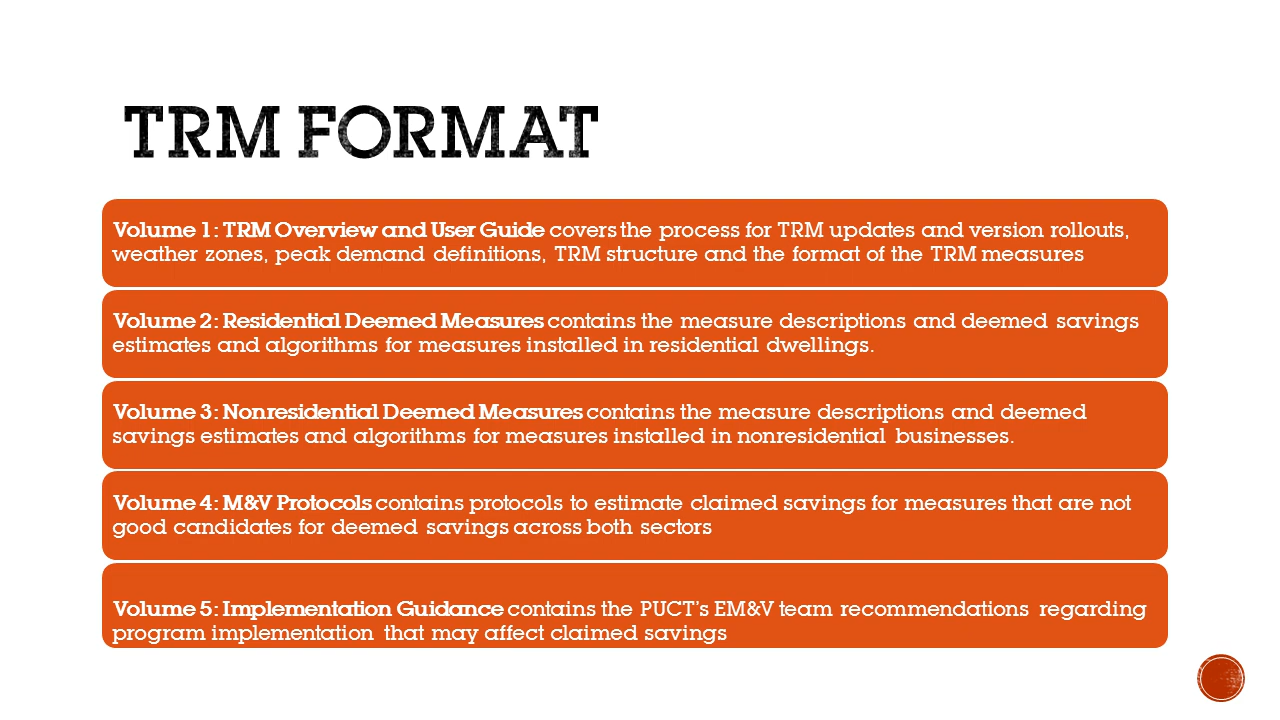 TRM FORMAT
Volume 1: TRM Overview and User Guide covers the process for TRM updates and version rollouts,
weather zones, peak demand definitions, TRM structure and the format of the TRM measures
Volume 2: Residential Deemed Measures contains the measure descriptions and deemed savings
estimates and algorithms for measures installed in residential dwellings.
Volume 3: Nonresidential Deemed Measures contains the measure descriptions and deemed
savings estimates and algorithms for measures installed in nonresidential businesses.
Volume 4: M&V Protocols contains protocols to estimate claimed savings for measures that are not
good candidates for deemed savings across both sectors
Volume 5: Implementation Guidance contains the PUCT's EM&V team recommendations regarding
program implementation that may affect claimed savings